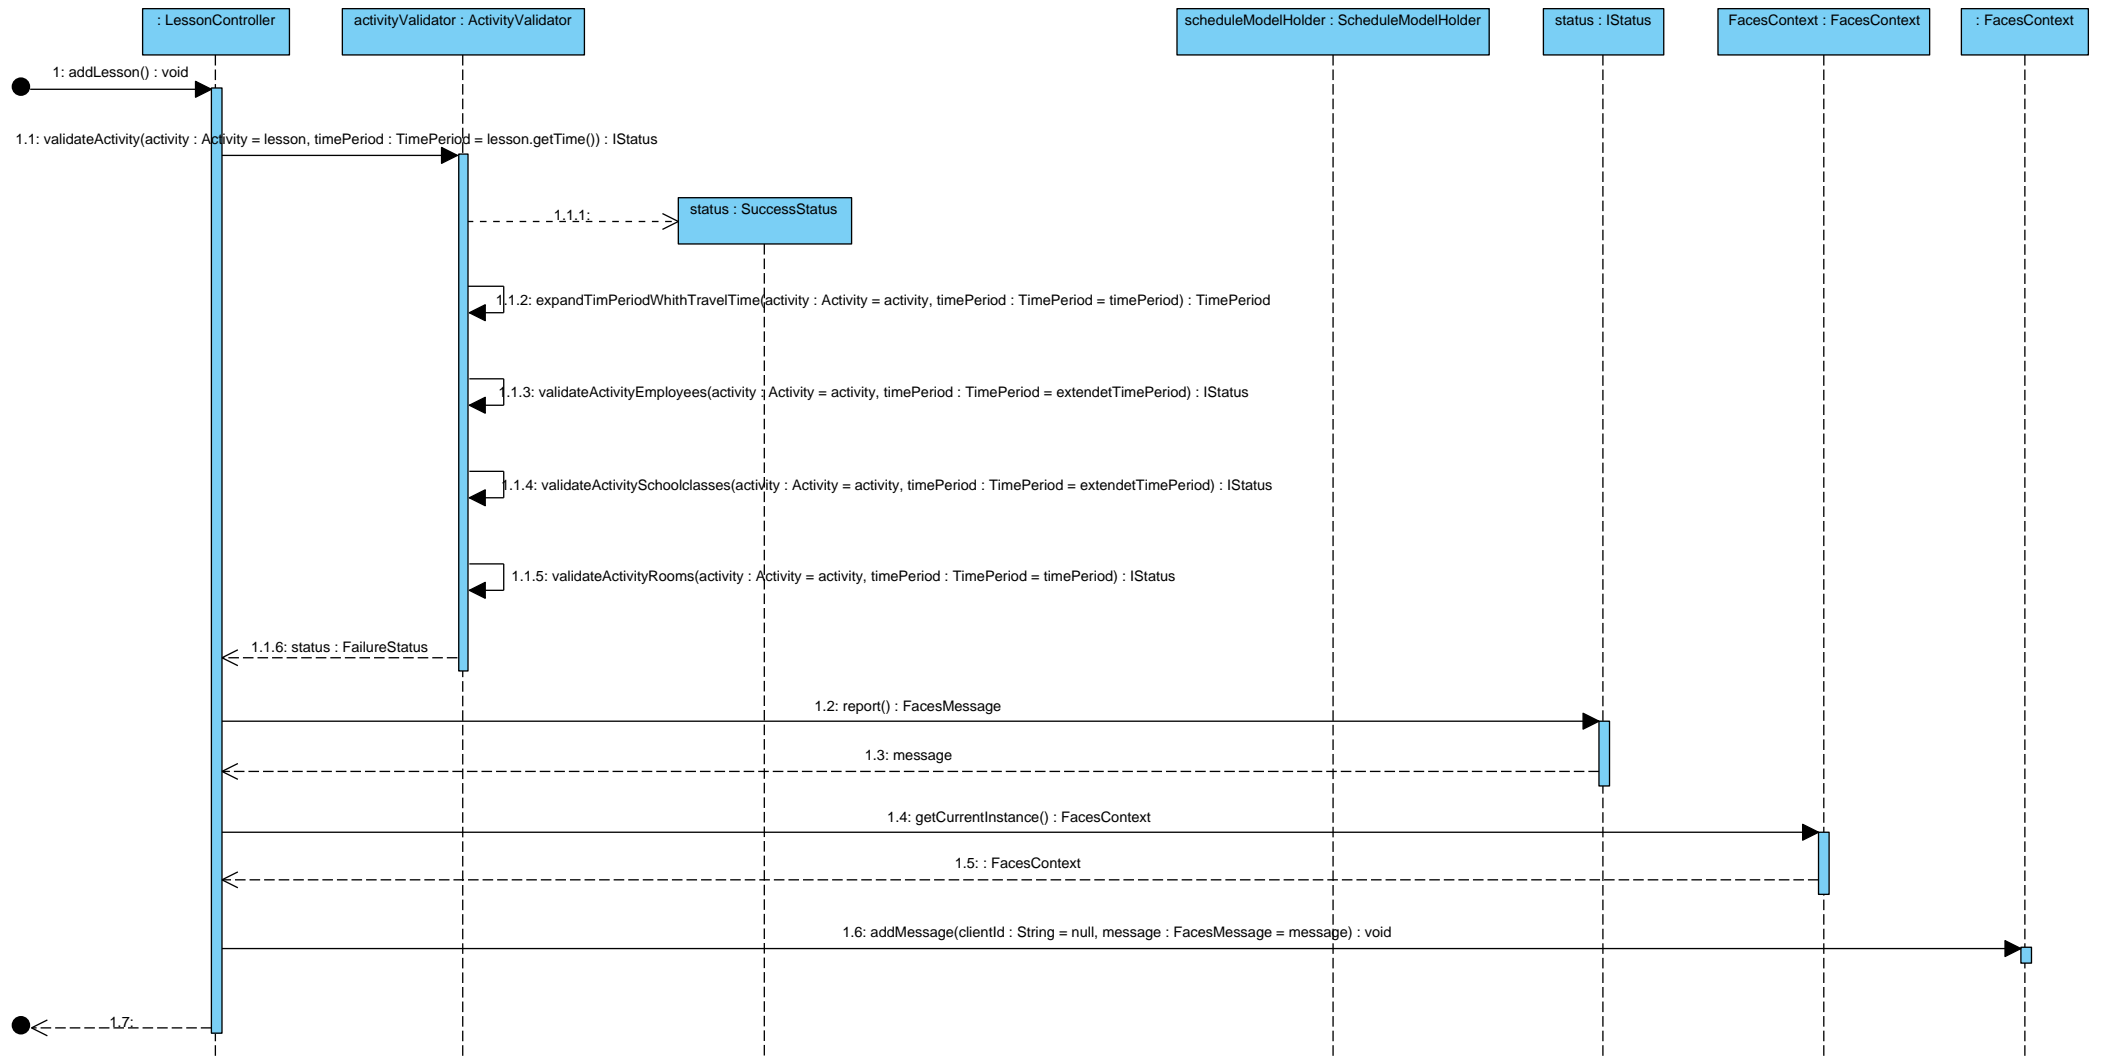 : LessonController
activityValidator : ActivityValidator
scheduleModelHolder : ScheduleModelHolder
status : IStatus
FacesContext : FacesContext
: FacesContext
1: addLesson() : void
1.1: validateActivity(activity : Activity = lesson, timePeriod : TimePeriod = lesson.getTime()) : IStatus
status : SuccessStatus
1.1.1:
1.1.2: expandTimPeriodWhithTravelTime(activity : Activity = activity, timePeriod : TimePeriod = timePeriod) : TimePeriod
1.1.3: validateActivityEmployees(activity : Activity = activity, timePeriod : TimePeriod = extendetTimePeriod) : IStatus
1.1.4: validateActivitySchoolclasses(activity : Activity = activity, timePeriod : TimePeriod = extendetTimePeriod) : IStatus
1.1.5: validateActivityRooms(activity : Activity = activity, timePeriod : TimePeriod = timePeriod) : IStatus
1.1.6: status : FailureStatus
1.2: report() : FacesMessage
1.3: message
1.4: getCurrentInstance() : FacesContext
1.5: : FacesContext
1.6: addMessage(clientId : String = null, message : FacesMessage = message) : void
1.7: